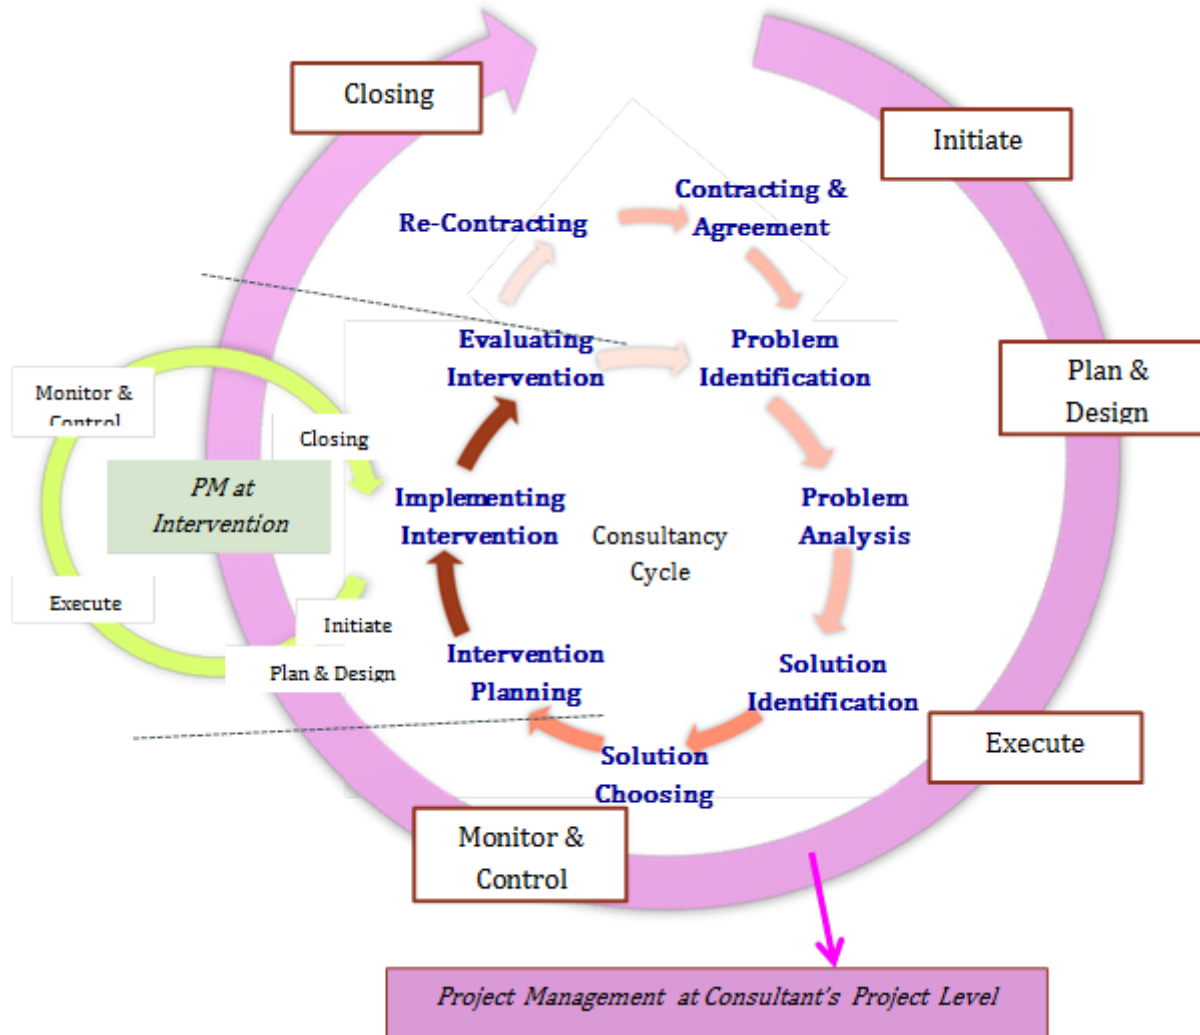 Closing
Initiate
Contracting &
Agreement
Re-Contracting
Evaluating
Intervention
Problem
Identification
Plan &
Design
Monitor &
Control
Closing
PM at
Intervention
Implementing
Intervention
Consultancy
Cycle
Problem
Analysis
Execute
Initiate
Plan & Design
Intervention
Planning
Solution
Identification
Execute
Solution
Choosing
Monitor &
Control
Project Management at Consultant's Project Level